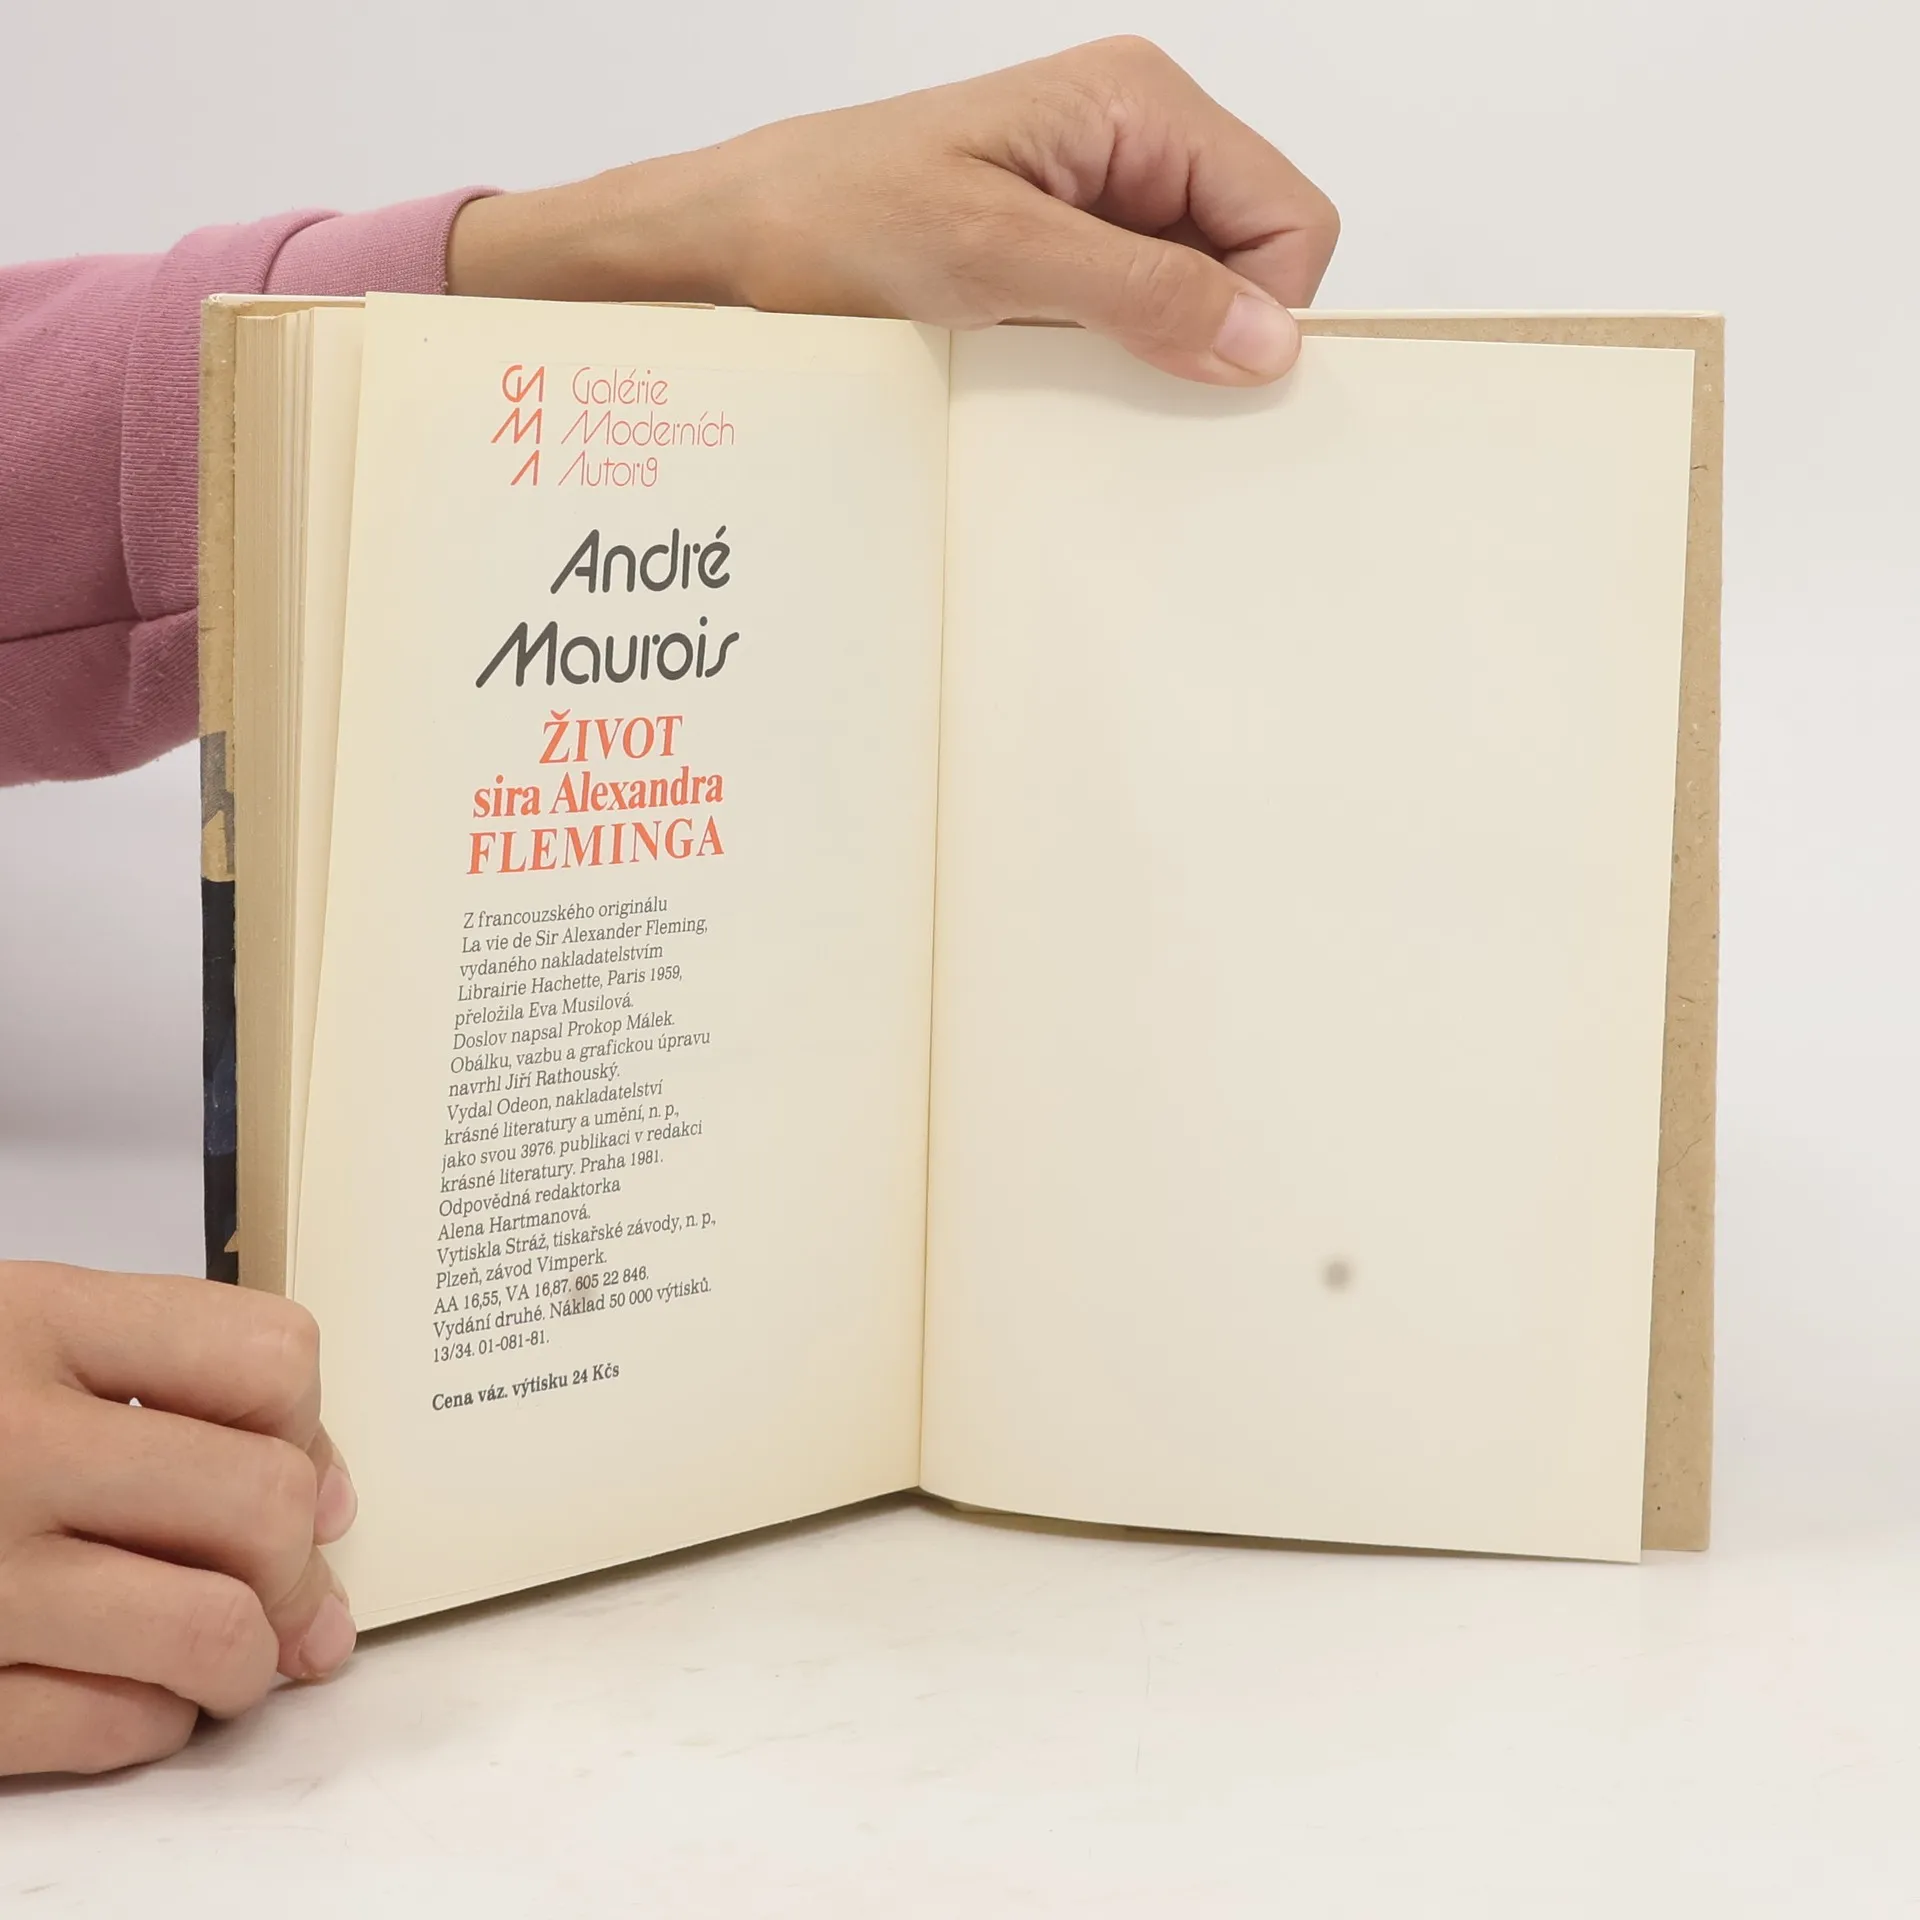 GMA Galérie
Moderních
Autorů
André
Maurois
ŽIVOT
sira Alexandra
FLEMINGA
Z francouzského originálu
La vie de Sir Alexander Fleming,
vydaného nakladatelstvím
Librairie Hachette, Paris 1959,
přeložila Eva Musilová.
Doslov napsal Prokop Málek.
Obálku, vazbu a grafickou úpravu
navrhl Jiří Rathouský.
Vydal Odeon, nakladatelství
krásné literatury a umění, n. p.,
jako svou 3976. publikaci v redakci
krásné literatury. Praha 1981.
Odpovědná redaktorka
Alena Hartmanová.
Vytiskla Stráž, tiskařské závody, n. p.,
Plzeň, závod Vimperk.
AA 16,55, VA 16,87. 605 22 846.
Vydání druhé. Náklad 50 000 výtisků.
13/34. 01-081-81.
Cena váz. výtisku 24 Kčs